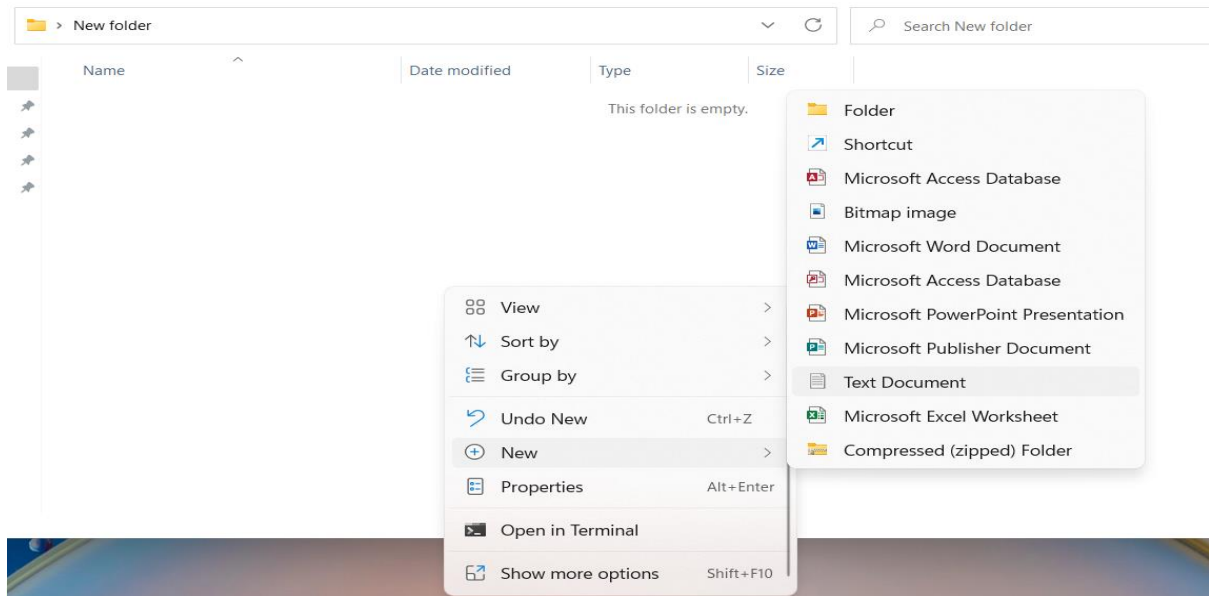 New folder
Search New folder
Name Date modified Type Size
This folder is empty.
Folder
Shortcut
Microsoft Access Database
Bitmap image
Microsoft Word Document
Microsoft Access Database
Microsoft PowerPoint Presentation
Microsoft Publisher Document
Text Document
Microsoft Excel Worksheet
Compressed (zipped) Folder
View
Sort by
Group by
Undo New Ctrl+Z
New
Properties Alt+Enter
Open in Terminal
Show more options Shift+F10